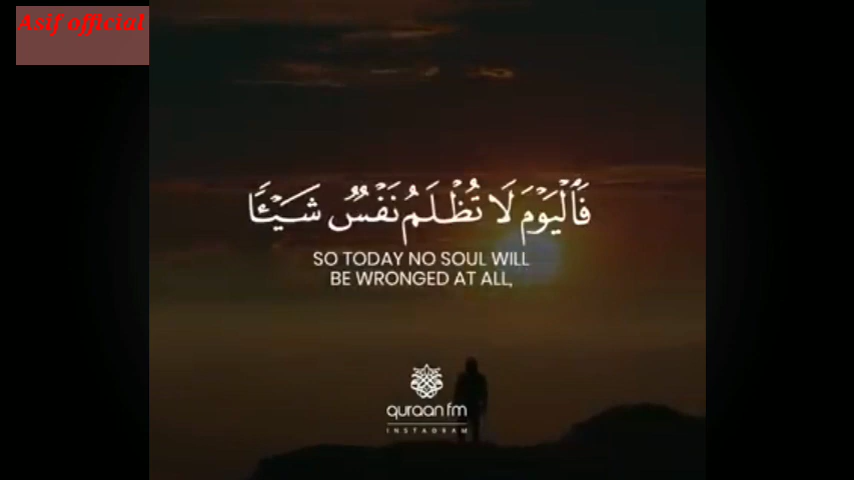 Asif official
فَٱلْيَوْمَ لَا تُظْلَمُ نَفْسٌ شَيْـًٔا
SO TODAY NO SOUL WILL
BE WRONGED AT ALL,
quraan fm
INSTAGRAM